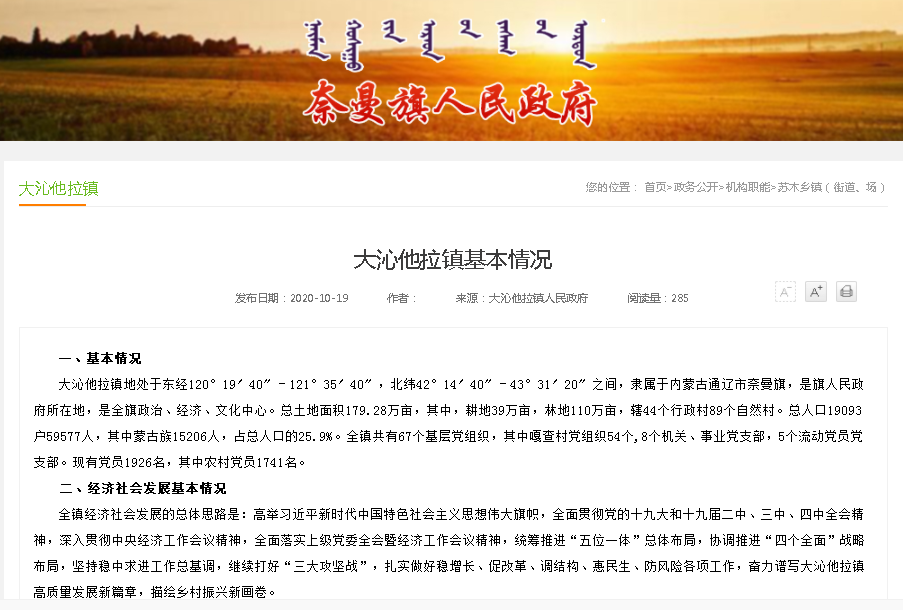 奈曼旗人民政府
大沁他拉镇
您的位置： 首页>政务公开>机构职能>苏木乡镇（街道、场）
大沁他拉镇基本情况
发布日期：2020-10-19 作者： 来源：大沁他拉镇人民政府 阅读量：285
A- A+
一、基本情况
大沁他拉镇地处于东经120°19′40″－121°35′40″，北纬42°14′40″－43°31′20″之间，隶属于内蒙古通辽市奈曼旗，是旗人民政
府所在地，是全旗政治、经济、文化中心。总土地面积179.28万亩，其中，耕地39万亩，林地110万亩，辖44个行政村89个自然村。总人口19093
户59577人，其中蒙古族15206人，占总人口的25.9%。全镇共有67个基层党组织，其中嘎查村党组织54个,8个机关、事业党支部，5个流动党员党
支部。现有党员1926名，其中农村党员1741名。
二、经济社会发展基本情况
全镇经济社会发展的总体思路是：高举习近平新时代中国特色社会主义思想伟大旗帜，全面贯彻党的十九大和十九届二中、三中、四中全会精
神，深入贯彻中央经济工作会议精神，全面落实上级党委全会暨经济工作会议精神，统筹推进“五位一体”总体布局，协调推进“四个全面”战略
布局，坚持稳中求进工作总基调，继续打好“三大攻坚战”，扎实做好稳增长、促改革、调结构、惠民生、防风险各项工作，奋力谱写大沁他拉镇
高质量发展新篇章，描绘乡村振兴新画卷。